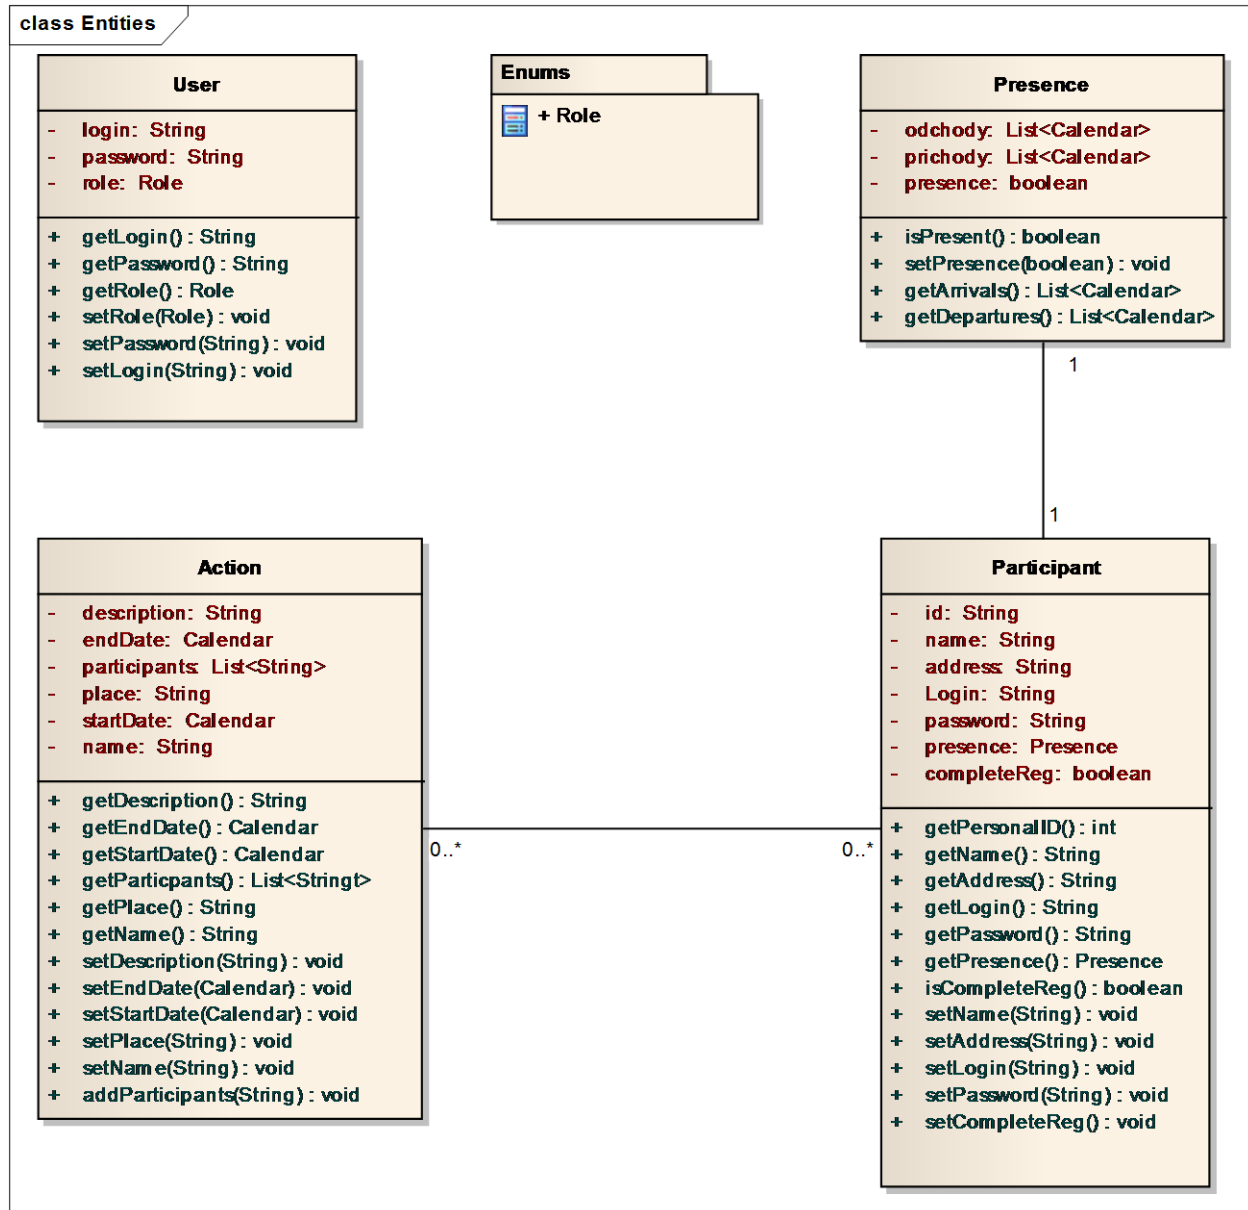 class Entities
User
- login: String
- password: String
- role: Role
+ getLogin() : String
+ getPassword() : String
+ getRole() : Role
+ setRole(Role) : void
+ setPassword(String) : void
+ setLogin(String) : void
Enums
+ Role
Presence
- odchody: List<Calendar>
- prichody: List<Calendar>
- presence: boolean
+ isPresent() : boolean
+ setPresence(boolean) : void
+ getArrivals() : List<Calendar>
+ getDepartures() : List<Calendar>
1
1
Action
- description: String
- endDate: Calendar
- participants: List<String>
- place: String
- startDate: Calendar
- name: String
+ getDescription() : String
+ getEndDate() : Calendar
+ getStartDate() : Calendar
+ getParticpants() : List<Stringt>
+ getPlace() : String
+ getName() : String
+ setDescription(String) : void
+ setEndDate(Calendar) : void
+ setStartDate(Calendar) : void
+ setPlace(String) : void
+ setName(String) : void
+ addParticipants(String) : void
0..*
0..*
Participant
- id: String
- name: String
- address: String
- Login: String
- password: String
- presence: Presence
- completeReg: boolean
+ getPersonalID() : int
+ getName() : String
+ getAddress() : String
+ getLogin() : String
+ getPassword() : String
+ getPresence() : Presence
+ isCompleteReg() : boolean
+ setName(String) : void
+ setAddress(String) : void
+ setLogin(String) : void
+ setPassword(String) : void
+ setCompleteReg() : void